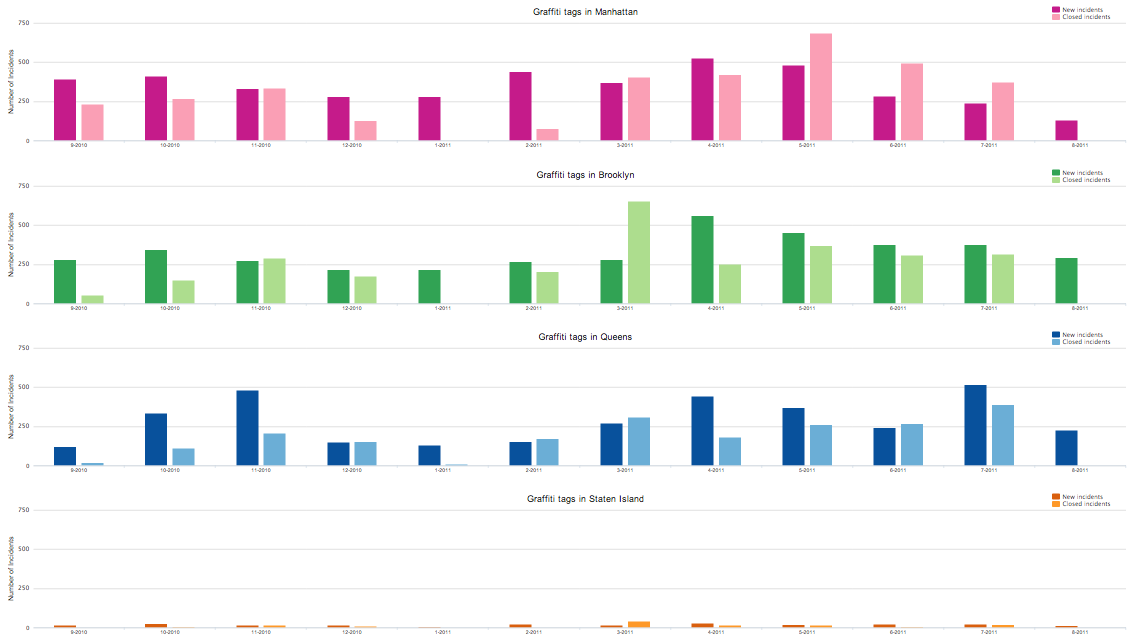 Graffiti tags in Manhattan
New incidents
Closed incidents
Number of Incidents
750
500
250
0
9-2010 10-2010 11-2010 12-2010 1-2011 2-2011 3-2011 4-2011 5-2011 6-2011 7-2011 8-2011
Graffiti tags in Brooklyn
New incidents
Closed incidents
Number of Incidents
750
500
250
0
9-2010 10-2010 11-2010 12-2010 1-2011 2-2011 3-2011 4-2011 5-2011 6-2011 7-2011 8-2011
Graffiti tags in Queens
New incidents
Closed incidents
Number of Incidents
750
500
250
0
9-2010 10-2010 11-2010 12-2010 1-2011 2-2011 3-2011 4-2011 5-2011 6-2011 7-2011 8-2011
Graffiti tags in Staten Island
New incidents
Closed incidents
Number of Incidents
750
500
250
0
9-2010 10-2010 11-2010 12-2010 1-2011 2-2011 3-2011 4-2011 5-2011 6-2011 7-2011 8-2011